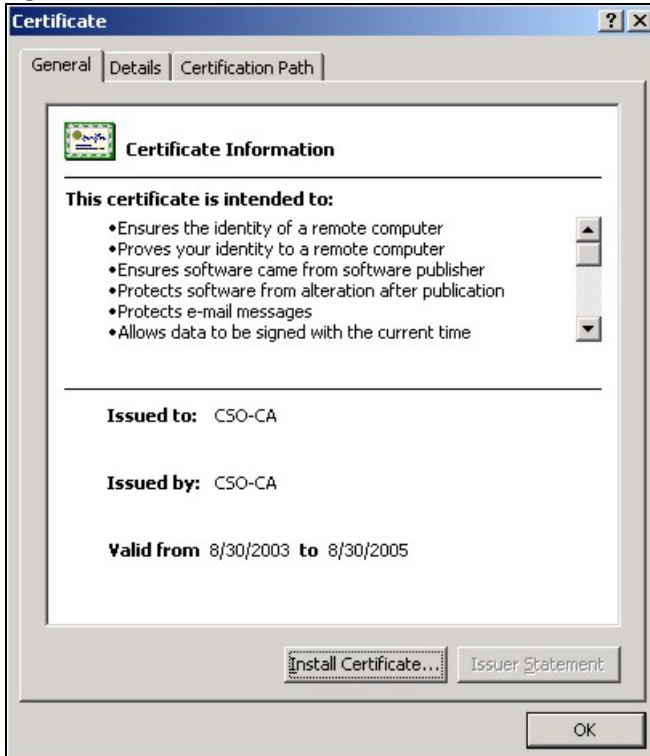 Certificate
General Details Certification Path
Certificate Information
This certificate is intended to:
•Ensures the identity of a remote computer
•Proves your identity to a remote computer
•Ensures software came from software publisher
•Protects software from alteration after publication
•Protects e-mail messages
•Allows data to be signed with the current time
Issued to: CSO-CA
Issued by: CSO-CA
Valid from 8/30/2003 to 8/30/2005
Install Certificate... Issuer Statement
OK